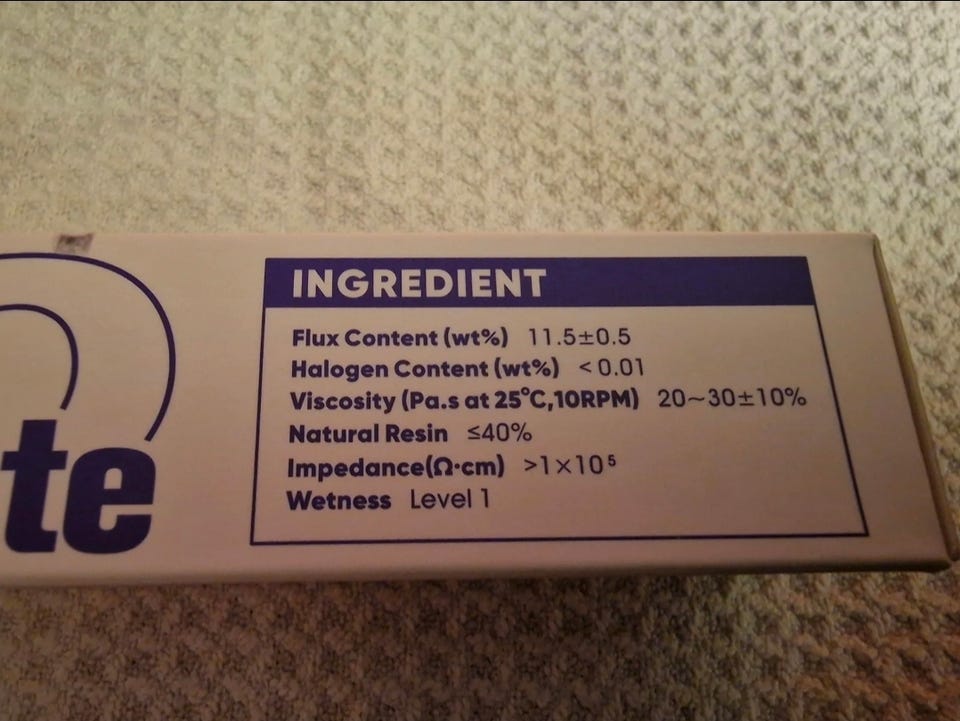 te
INGREDIENT
Flux Content (wt%) 11.5±0.5
Halogen Content (wt%) < 0.01
Viscosity (Pa.s at 25°C,10RPM) 20~30±10%
Natural Resin ≤40%
Impedance(Ω·cm) >1×10⁵
Wetness Level 1